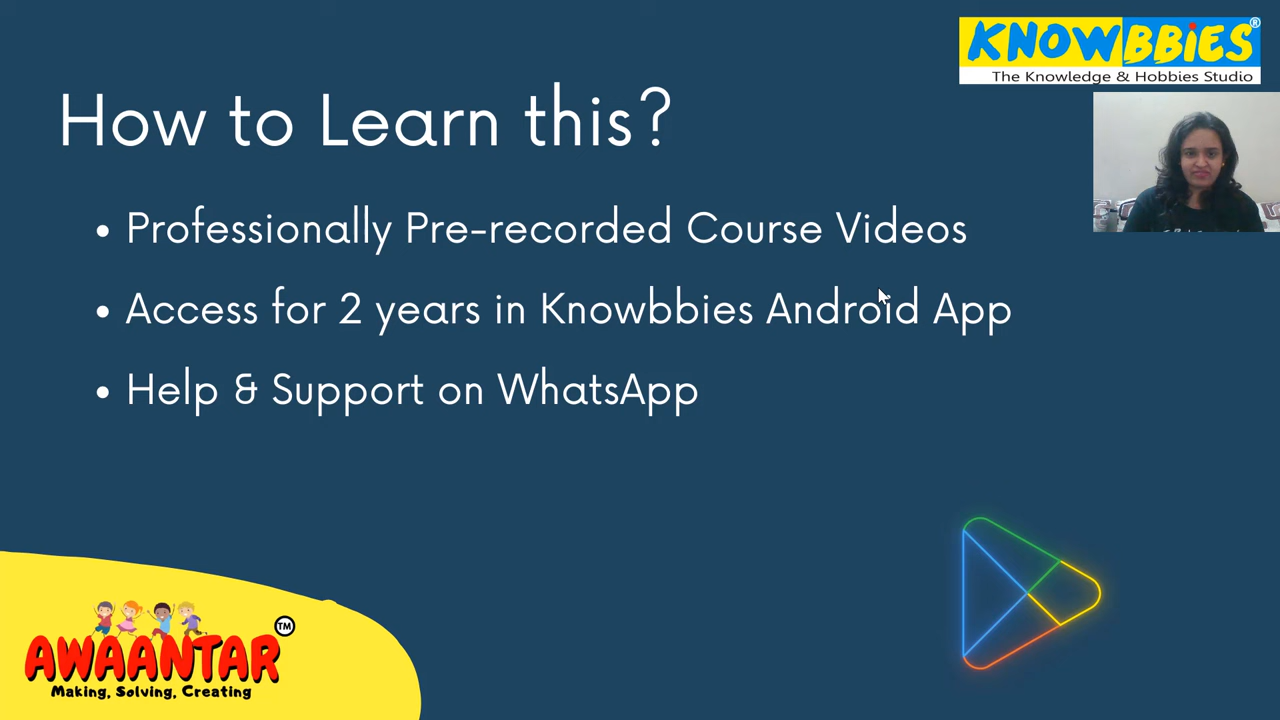 KNOWBBIES®
The Knowledge & Hobbies Studio
How to Learn this?
• Professionally Pre-recorded Course Videos
• Access for 2 years in Knowbbies Android App
• Help & Support on WhatsApp
AWAANTAR TM
Making, Solving, Creating